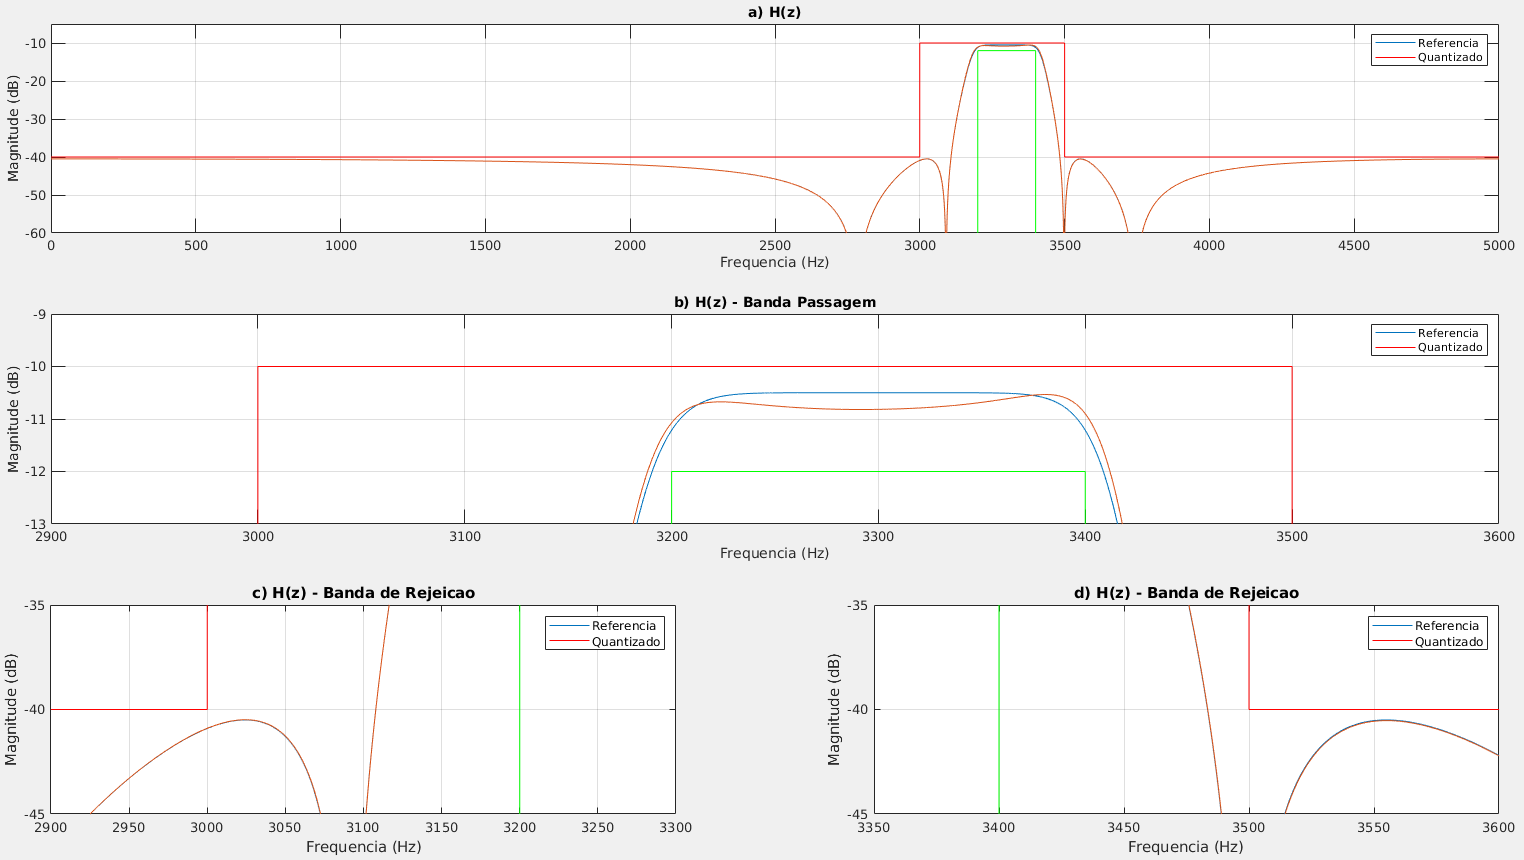 a) H(z)
Magnitude (dB)
-10
-20
-30
-40
-50
-60
Referencia
Quantizado
0 500 1000 1500 2000 2500 3000 3500 4000 4500 5000
Frequencia (Hz)
b) H(z) - Banda Passagem
Magnitude (dB)
-9
-10
-11
-12
-13
Referencia
Quantizado
2900 3000 3100 3200 3300 3400 3500 3600
Frequencia (Hz)
c) H(z) - Banda de Rejeicao
Magnitude (dB)
-35
-40
-45
Referencia
Quantizado
2900 2950 3000 3050 3100 3150 3200 3250 3300
Frequencia (Hz)
d) H(z) - Banda de Rejeicao
Magnitude (dB)
-35
-40
-45
Referencia
Quantizado
3350 3400 3450 3500 3550 3600
Frequencia (Hz)